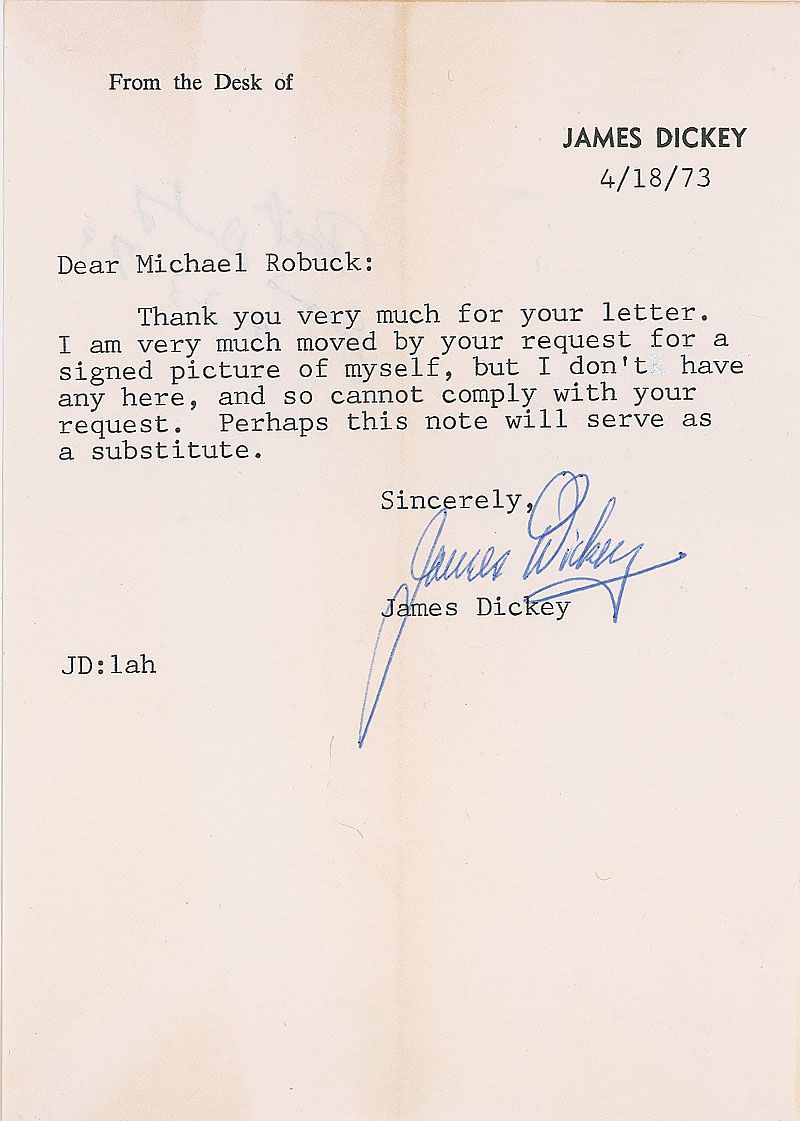 From the Desk of
JAMES DICKEY
4/18/73
Dear Michael Robuck:
Thank you very much for your letter.
I am very much moved by your request for a
signed picture of myself, but I don't have
any here, and so cannot comply with your
request. Perhaps this note will serve as
a substitute.
Sincerely,
James Dickey
James Dickey
JD:lah